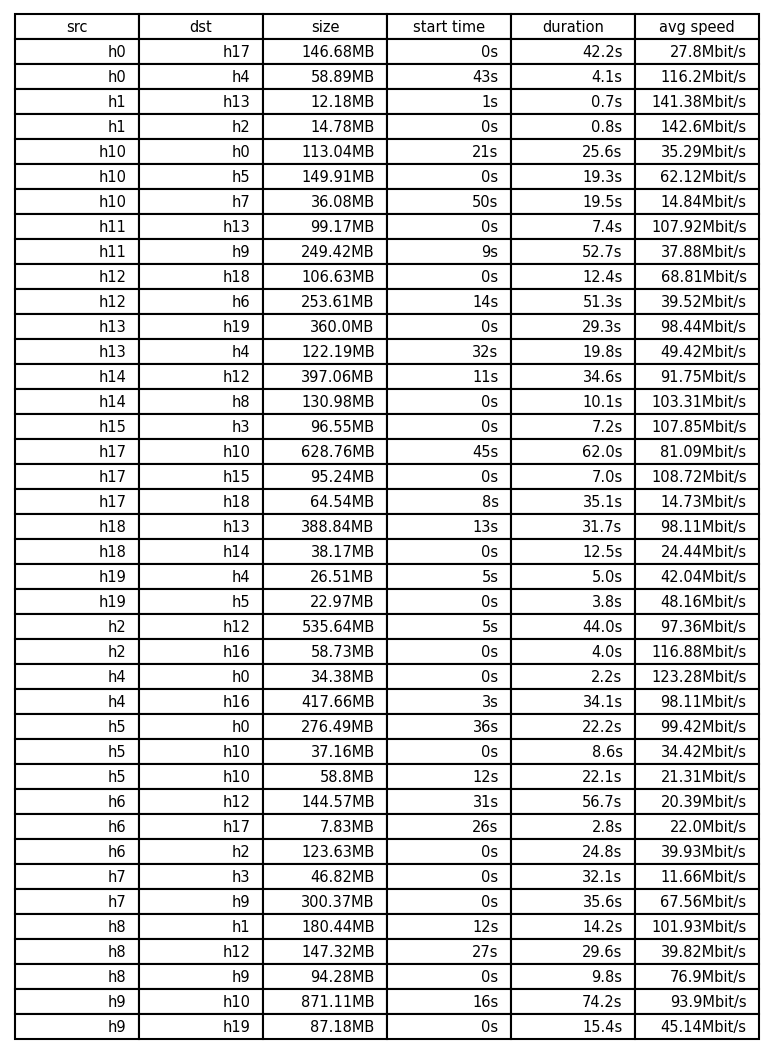 src dst size start time duration avg speed
h0 h17 146.68MB 0s 42.2s 27.8Mbit/s
h0 h4 58.89MB 43s 4.1s 116.2Mbit/s
h1 h13 12.18MB 1s 0.7s 141.38Mbit/s
h1 h2 14.78MB 0s 0.8s 142.6Mbit/s
h10 h0 113.04MB 21s 25.6s 35.29Mbit/s
h10 h5 149.91MB 0s 19.3s 62.12Mbit/s
h10 h7 36.08MB 50s 19.5s 14.84Mbit/s
h11 h13 99.17MB 0s 7.4s 107.92Mbit/s
h11 h9 249.42MB 9s 52.7s 37.88Mbit/s
h12 h18 106.63MB 0s 12.4s 68.81Mbit/s
h12 h6 253.61MB 14s 51.3s 39.52Mbit/s
h13 h19 360.0MB 0s 29.3s 98.44Mbit/s
h13 h4 122.19MB 32s 19.8s 49.42Mbit/s
h14 h12 397.06MB 11s 34.6s 91.75Mbit/s
h14 h8 130.98MB 0s 10.1s 103.31Mbit/s
h15 h3 96.55MB 0s 7.2s 107.85Mbit/s
h17 h10 628.76MB 45s 62.0s 81.09Mbit/s
h17 h15 95.24MB 0s 7.0s 108.72Mbit/s
h17 h18 64.54MB 8s 35.1s 14.73Mbit/s
h18 h13 388.84MB 13s 31.7s 98.11Mbit/s
h18 h14 38.17MB 0s 12.5s 24.44Mbit/s
h19 h4 26.51MB 5s 5.0s 42.04Mbit/s
h19 h5 22.97MB 0s 3.8s 48.16Mbit/s
h2 h12 535.64MB 5s 44.0s 97.36Mbit/s
h2 h16 58.73MB 0s 4.0s 116.88Mbit/s
h4 h0 34.38MB 0s 2.2s 123.28Mbit/s
h4 h16 417.66MB 3s 34.1s 98.11Mbit/s
h5 h0 276.49MB 36s 22.2s 99.42Mbit/s
h5 h10 37.16MB 0s 8.6s 34.42Mbit/s
h5 h10 58.8MB 12s 22.1s 21.31Mbit/s
h6 h12 144.57MB 31s 56.7s 20.39Mbit/s
h6 h17 7.83MB 26s 2.8s 22.0Mbit/s
h6 h2 123.63MB 0s 24.8s 39.93Mbit/s
h7 h3 46.82MB 0s 32.1s 11.66Mbit/s
h7 h9 300.37MB 0s 35.6s 67.56Mbit/s
h8 h1 180.44MB 12s 14.2s 101.93Mbit/s
h8 h12 147.32MB 27s 29.6s 39.82Mbit/s
h8 h9 94.28MB 0s 9.8s 76.9Mbit/s
h9 h10 871.11MB 16s 74.2s 93.9Mbit/s
h9 h19 87.18MB 0s 15.4s 45.14Mbit/s